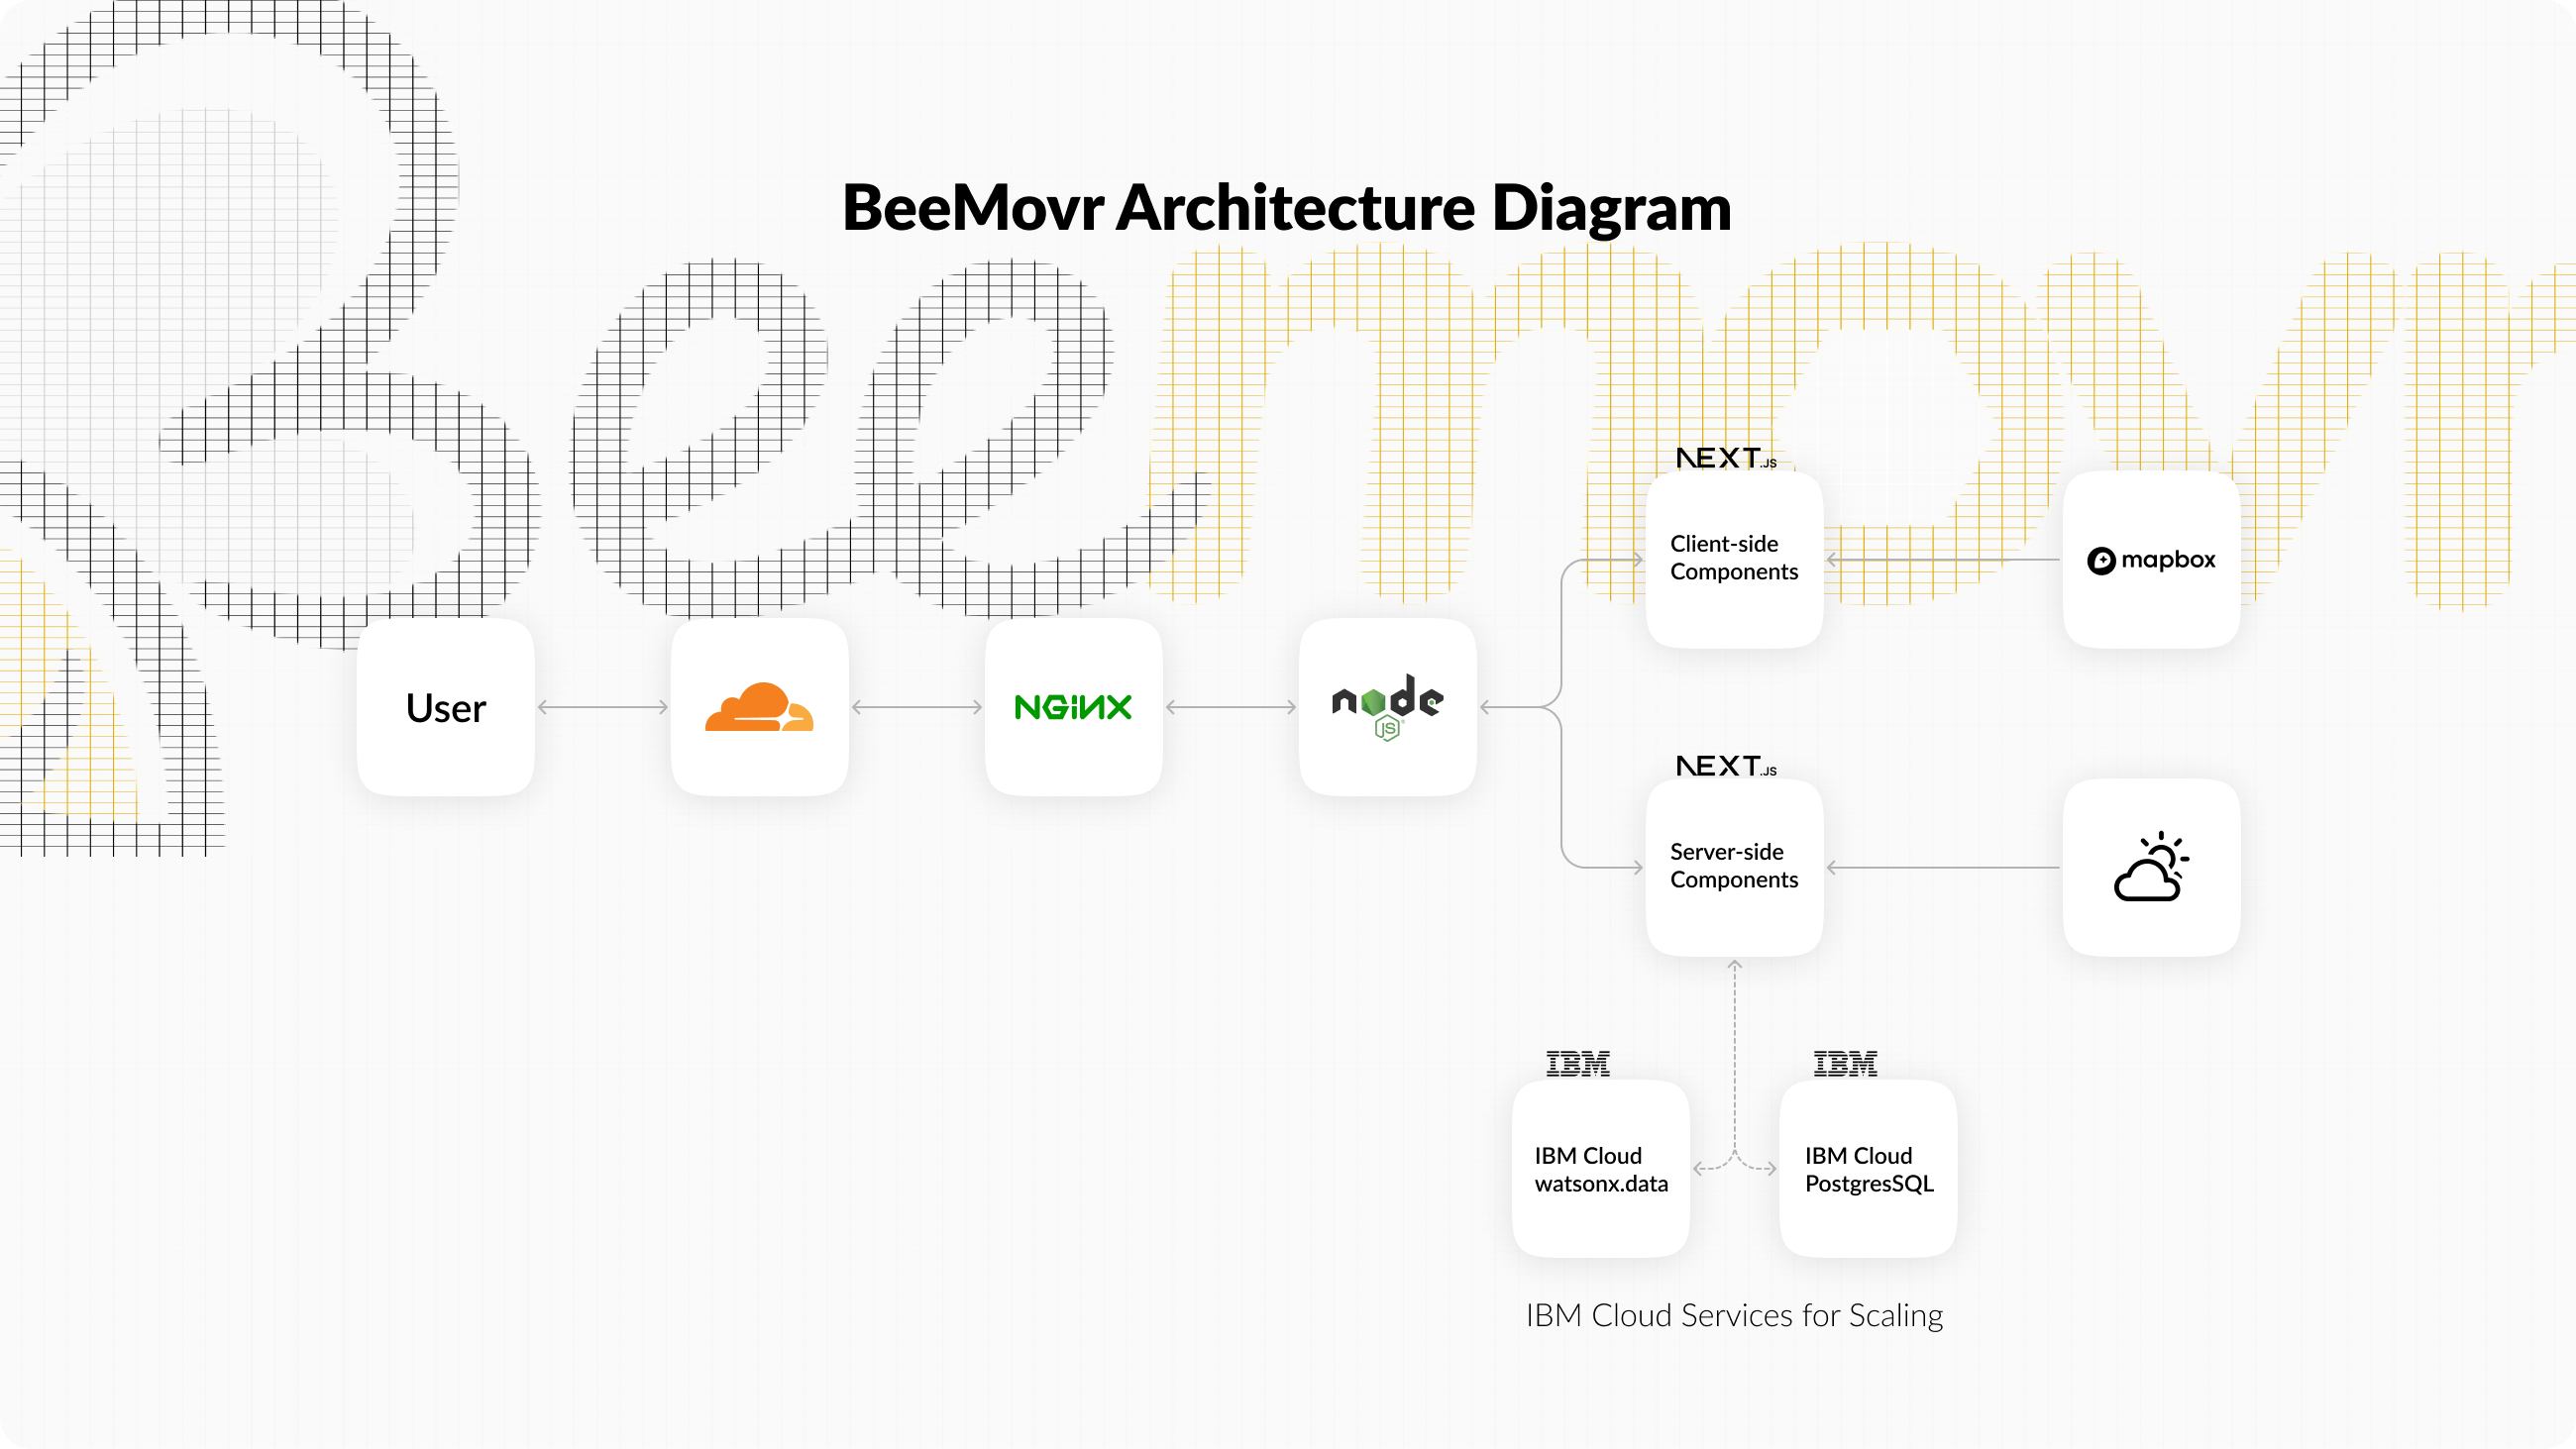 BeeMovr Architecture Diagram
Beemovr
NEXT.JS
Client-side
Components
mapbox
User
NGINX
node
JS
NEXT.JS
Server-side
Components
IBM
IBM
IBM Cloud
watsonx.data
IBM Cloud
PostgresSQL
IBM Cloud Services for Scaling